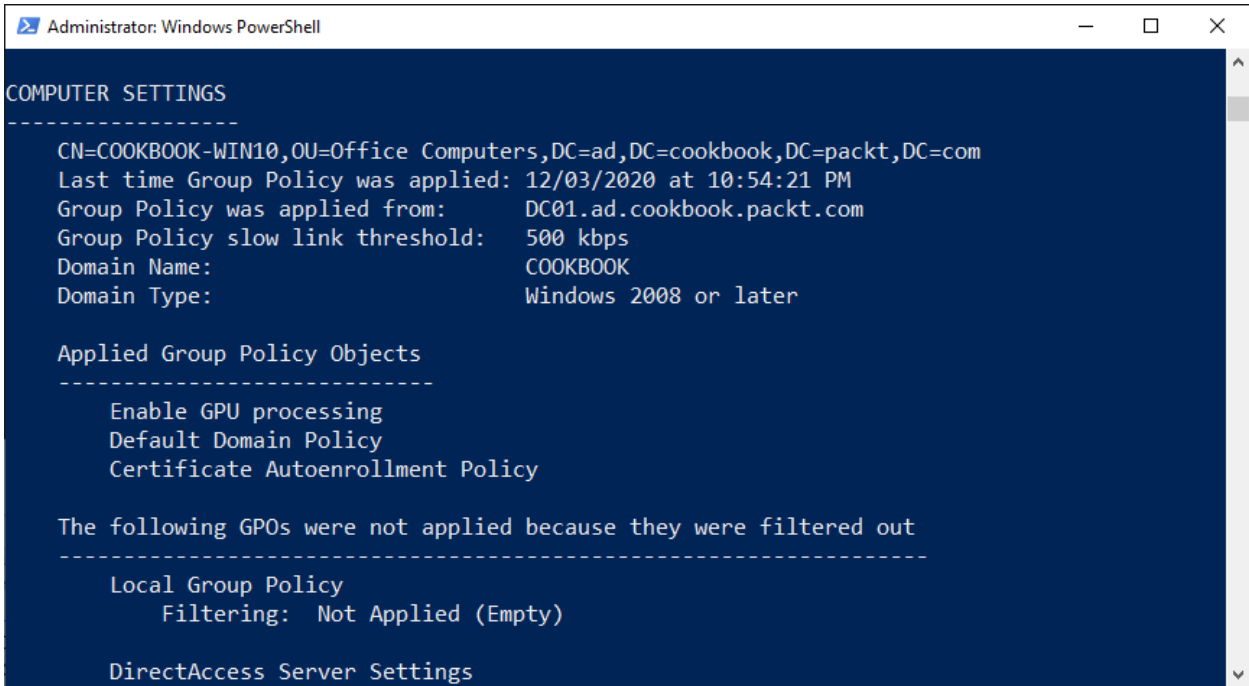 Administrator: Windows PowerShell
COMPUTER SETTINGS
------------------
CN=COOKBOOK-WIN10,OU=Office Computers,DC=ad,DC=cookbook,DC=packt,DC=com
Last time Group Policy was applied: 12/03/2020 at 10:54:21 PM
Group Policy was applied from:      DC01.ad.cookbook.packt.com
Group Policy slow link threshold:   500 kbps
Domain Name:                        COOKBOOK
Domain Type:                        Windows 2008 or later
Applied Group Policy Objects
-----------------------------
Enable GPU processing
Default Domain Policy
Certificate Autoenrollment Policy
The following GPOs were not applied because they were filtered out
-------------------------------------------------------------------
Local Group Policy
Filtering:  Not Applied (Empty)
DirectAccess Server Settings